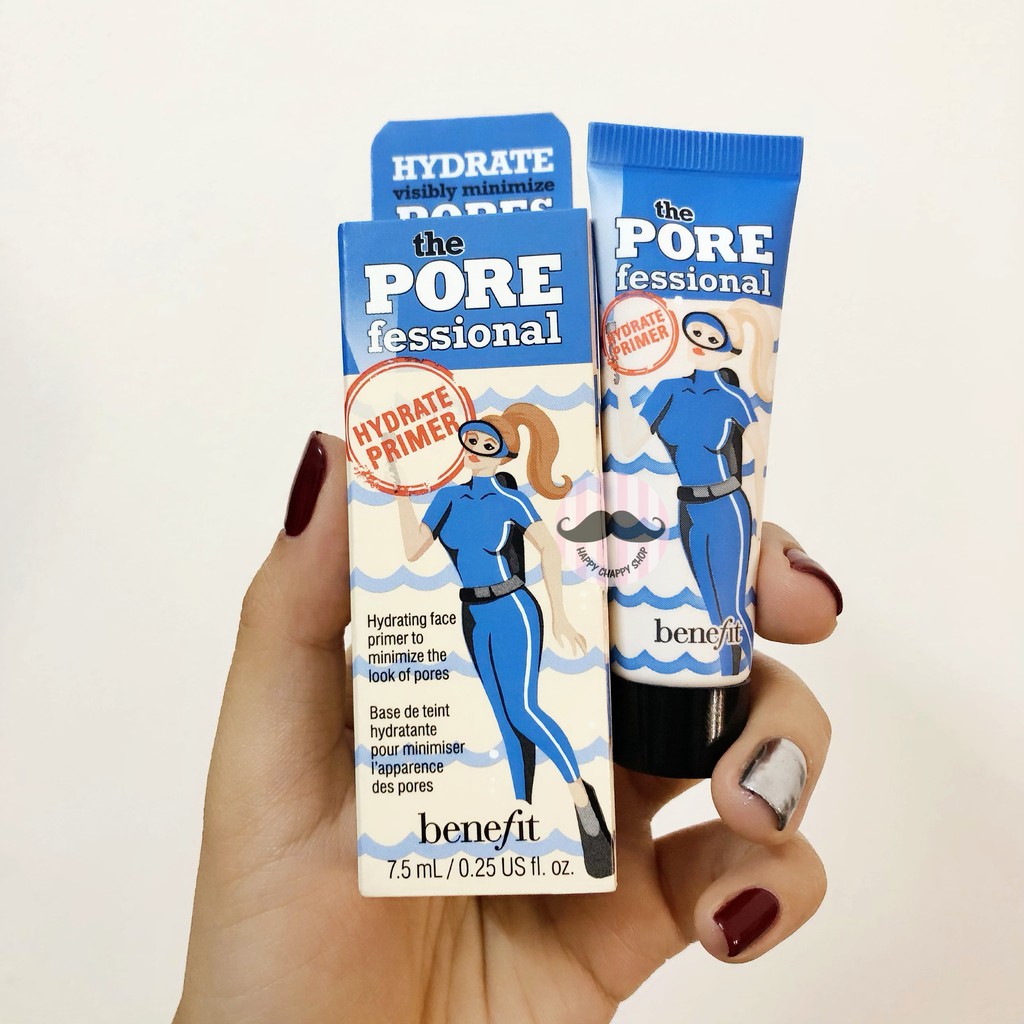 HYDRATE
visibly minimize
PORES
the
PORE
fessional
HYDRATE
PRIMER
Hydrating face
primer to
minimize the
look of pores
Base de teint
hydratante
pour minimiser
l'apparence
des pores
benefit
7.5 mL / 0.25 US fl. oz.
the
PORE
fessional
HYDRATE
PRIMER
benefit
HAPPY CHAPPY SHOP